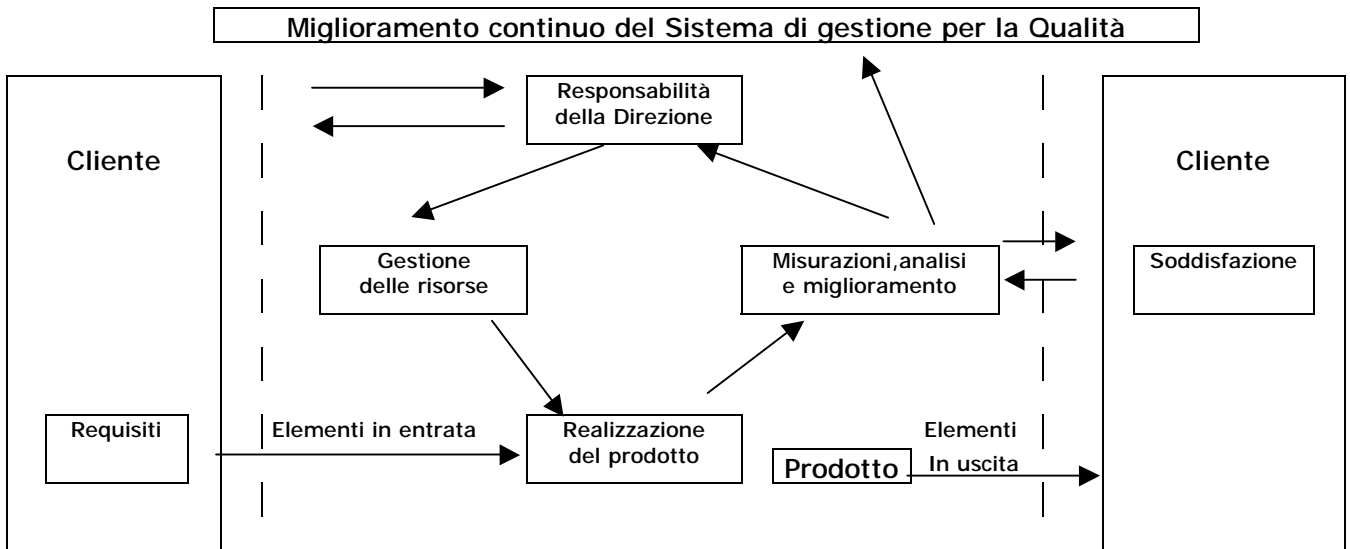 Miglioramento continuo del Sistema di gestione per la Qualità
Responsabilità
della Direzione
Cliente
Cliente
Gestione
delle risorse
Misurazioni,analisi
e miglioramento
Soddisfazione
Requisiti
Elementi in entrata
Realizzazione
del prodotto
Prodotto
Elementi
In uscita